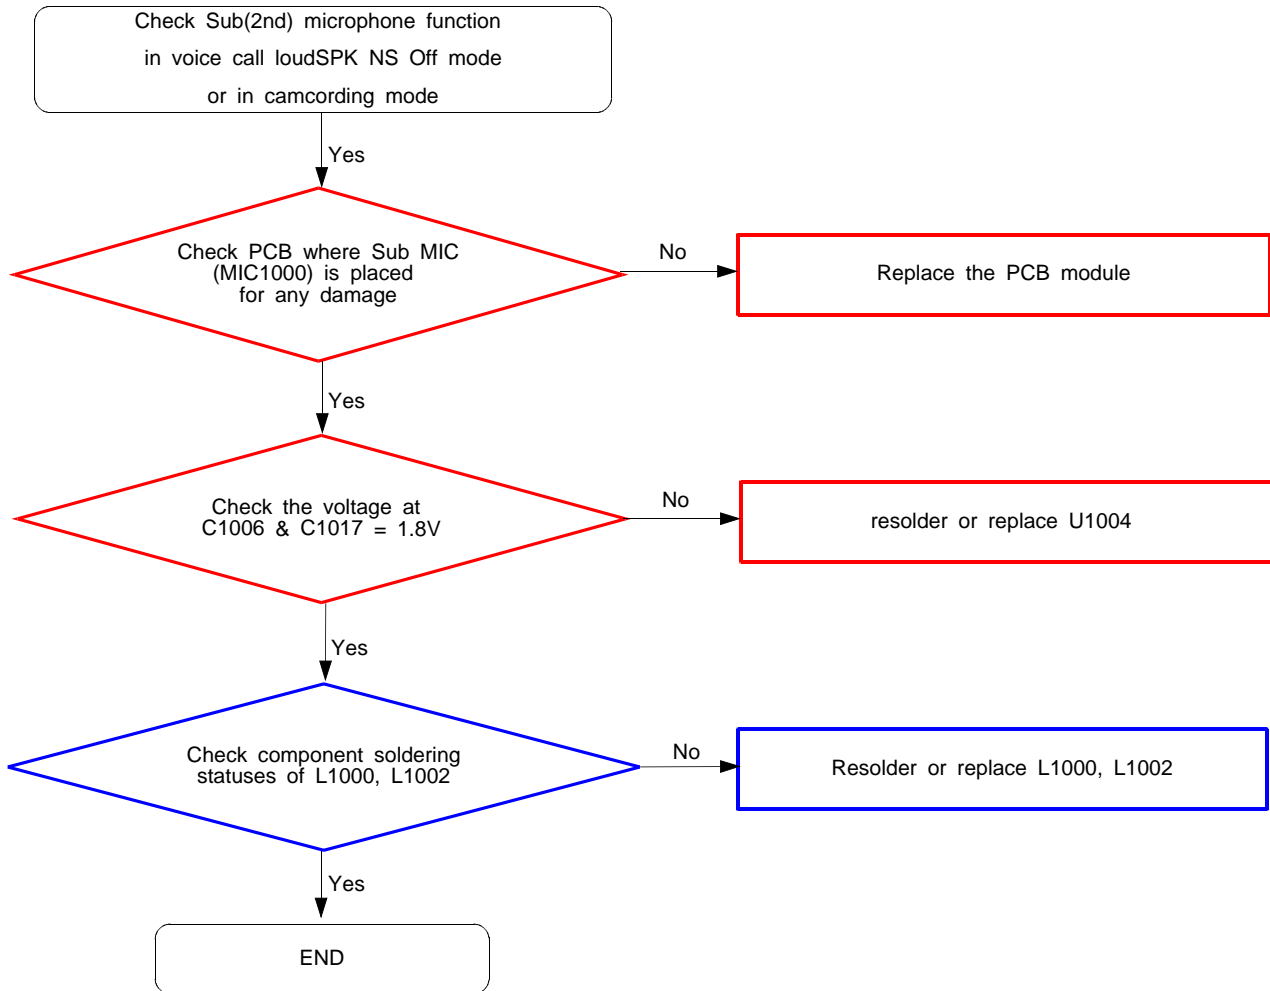 Check Sub(2nd) microphone function
in voice call loudSPK NS Off mode
or in camcording mode
Yes
Check PCB where Sub MIC
(MIC1000) is placed
for any damage
No
Replace the PCB module
Yes
Check the voltage at
C1006 & C1017 = 1.8V
No
resolder or replace U1004
Yes
Check component soldering
statuses of L1000, L1002
No
Resolder or replace L1000, L1002
Yes
END